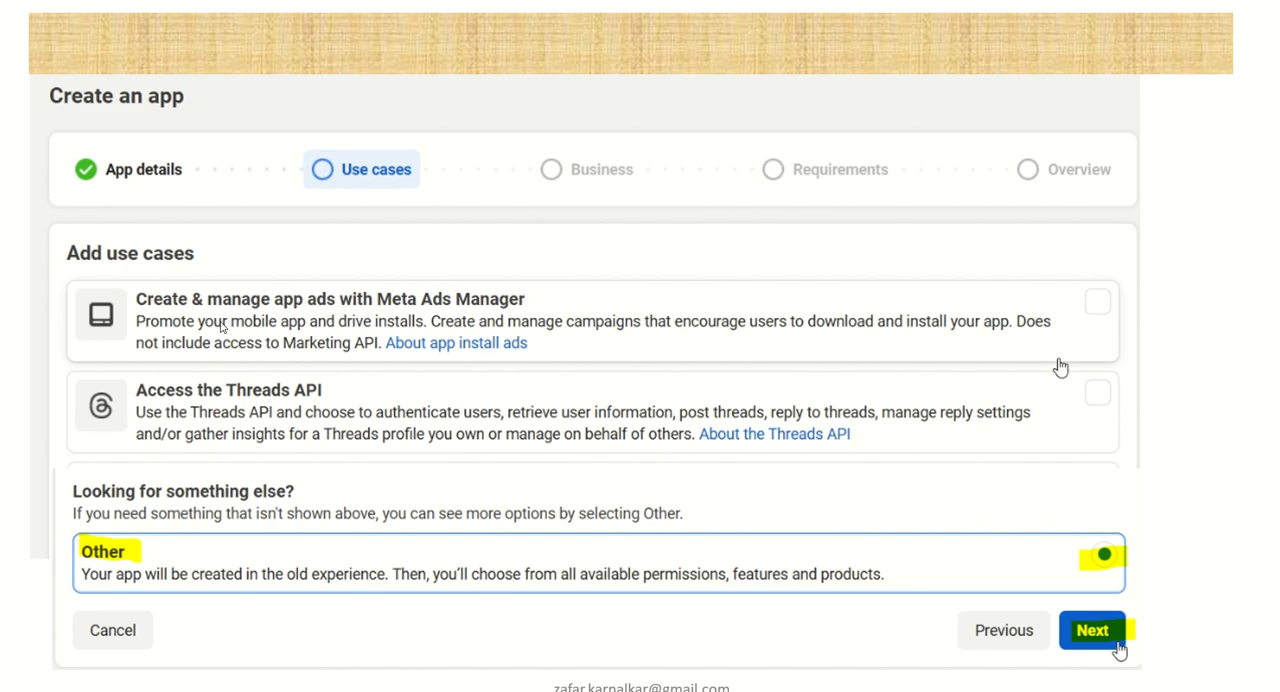 Create an app
App details
Use cases
Business
Requirements
Overview
Add use cases
Create & manage app ads with Meta Ads Manager
Promote your mobile app and drive installs. Create and manage campaigns that encourage users to download and install your app. Does
not include access to Marketing API. About app install ads
Access the Threads API
Use the Threads API and choose to authenticate users, retrieve user information, post threads, reply to threads, manage reply settings
and/or gather insights for a Threads profile you own or manage on behalf of others. About the Threads API
Looking for something else?
If you need something that isn't shown above, you can see more options by selecting Other.
Other
Your app will be created in the old experience. Then, you'll choose from all available permissions, features and products.
Cancel
Previous
Next
zafar.karpalkar@gmail.com